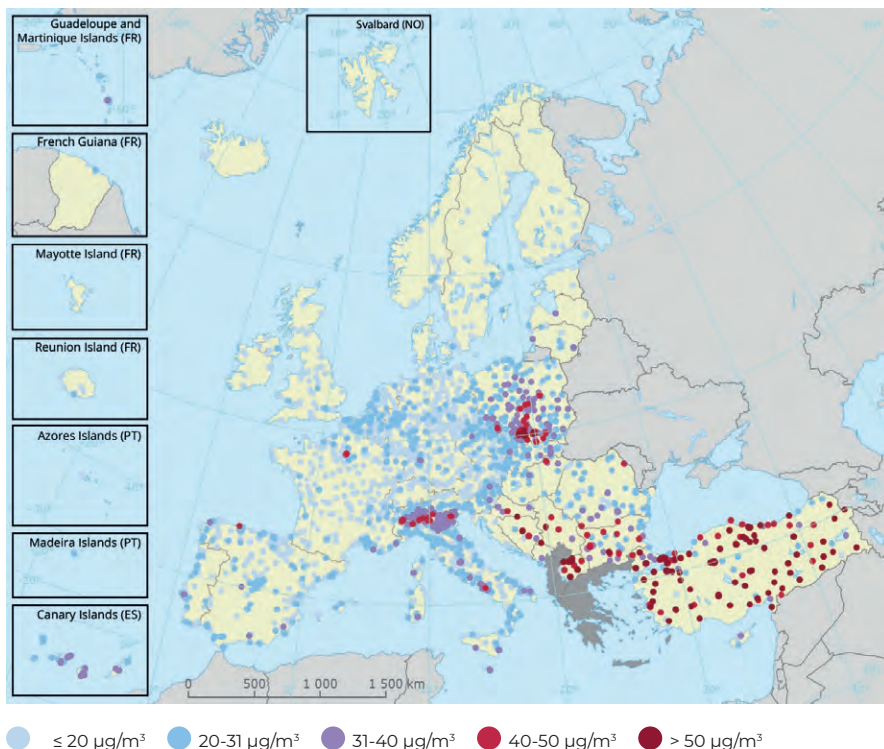 Guadeloupe and
Martinique Islands (FR)
Svalbard (NO)
French Guiana (FR)
Mayotte Island (FR)
Reunion Island (FR)
Azores Islands (PT)
Madeira Islands (PT)
Canary Islands (ES)
0 500 1 000 1 500 km
≤ 20 µg/m³ 20-31 µg/m³ 31-40 µg/m³ 40-50 µg/m³ > 50 µg/m³